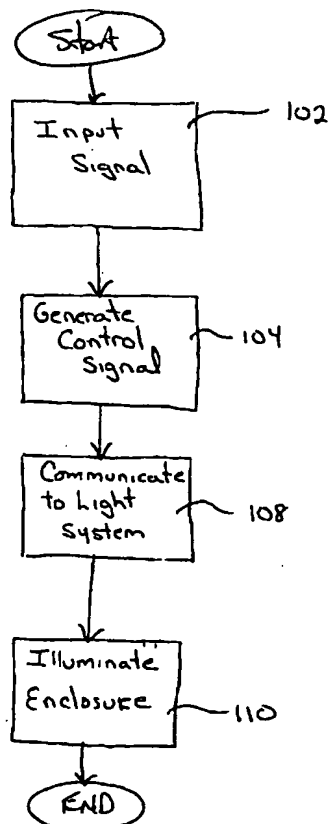 Start
Input
Signal
102
Generate
Control
Signal
104
Communicate
to Light
System
108
Illuminate
Enclosure
110
END